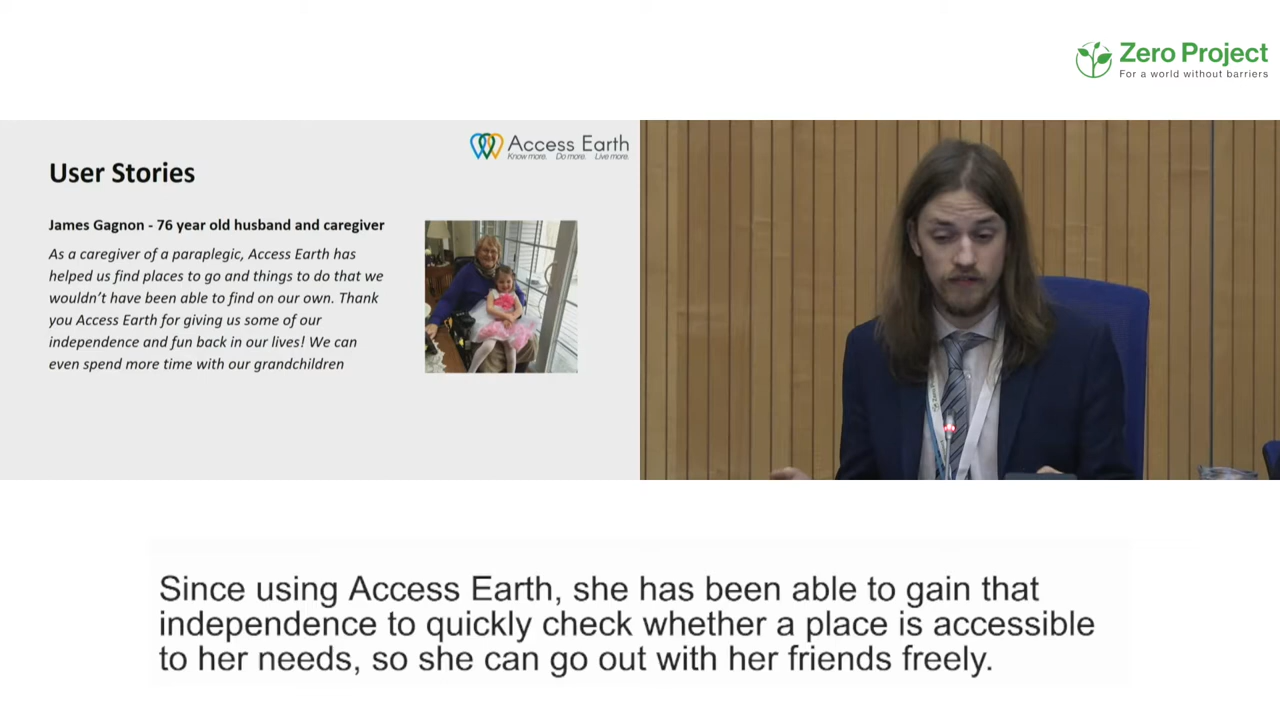 Zero Project
For a world without barriers
Access Earth
Know more. Do more. Live more.
User Stories
James Gagnon - 76 year old husband and caregiver
As a caregiver of a paraplegic, Access Earth has
helped us find places to go and things to do that we
wouldn't have been able to find on our own. Thank
you Access Earth for giving us some of our
independence and fun back in our lives! We can
even spend more time with our grandchildren
Since using Access Earth, she has been able to gain that
independence to quickly check whether a place is accessible
to her needs, so she can go out with her friends freely.